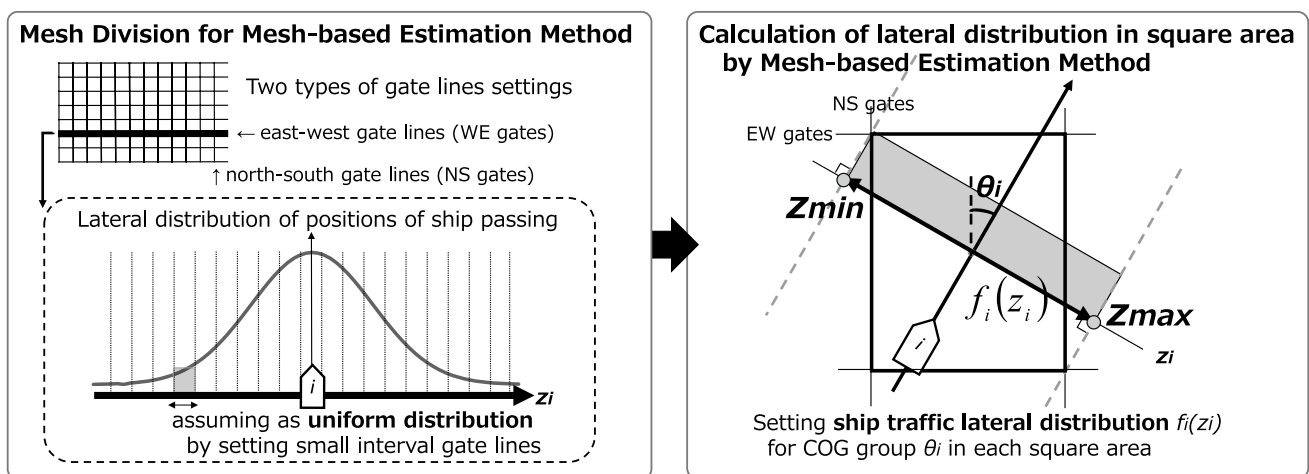 Mesh Division for Mesh-based Estimation Method
Two types of gate lines settings
← east-west gate lines (WE gates)
↑ north-south gate lines (NS gates)
Lateral distribution of positions of ship passing
i
zi
assuming as uniform distribution
by setting small interval gate lines
Calculation of lateral distribution in square area
by Mesh-based Estimation Method
NS gates
EW gates
θi
Zmin
fi(zi)
Zmax
i
zi
Setting ship traffic lateral distribution fi(zi)
for COG group θi in each square area